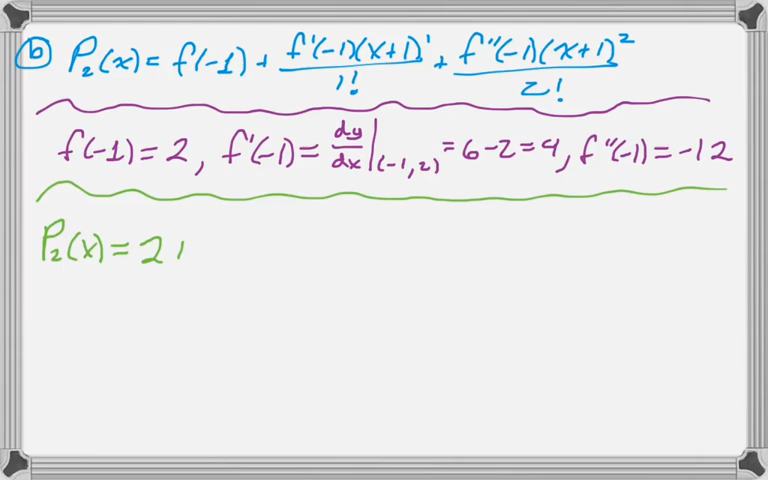 ⓑ P₂(x) = f(-1) + f'(-1)(x+1)¹/1! + f''(-1)(x+1)²/2!
f(-1) = 2, f'(-1) = dy/dx|(-1,2) = 6-2 = 4, f''(-1) = -12
P₂(x) = 2